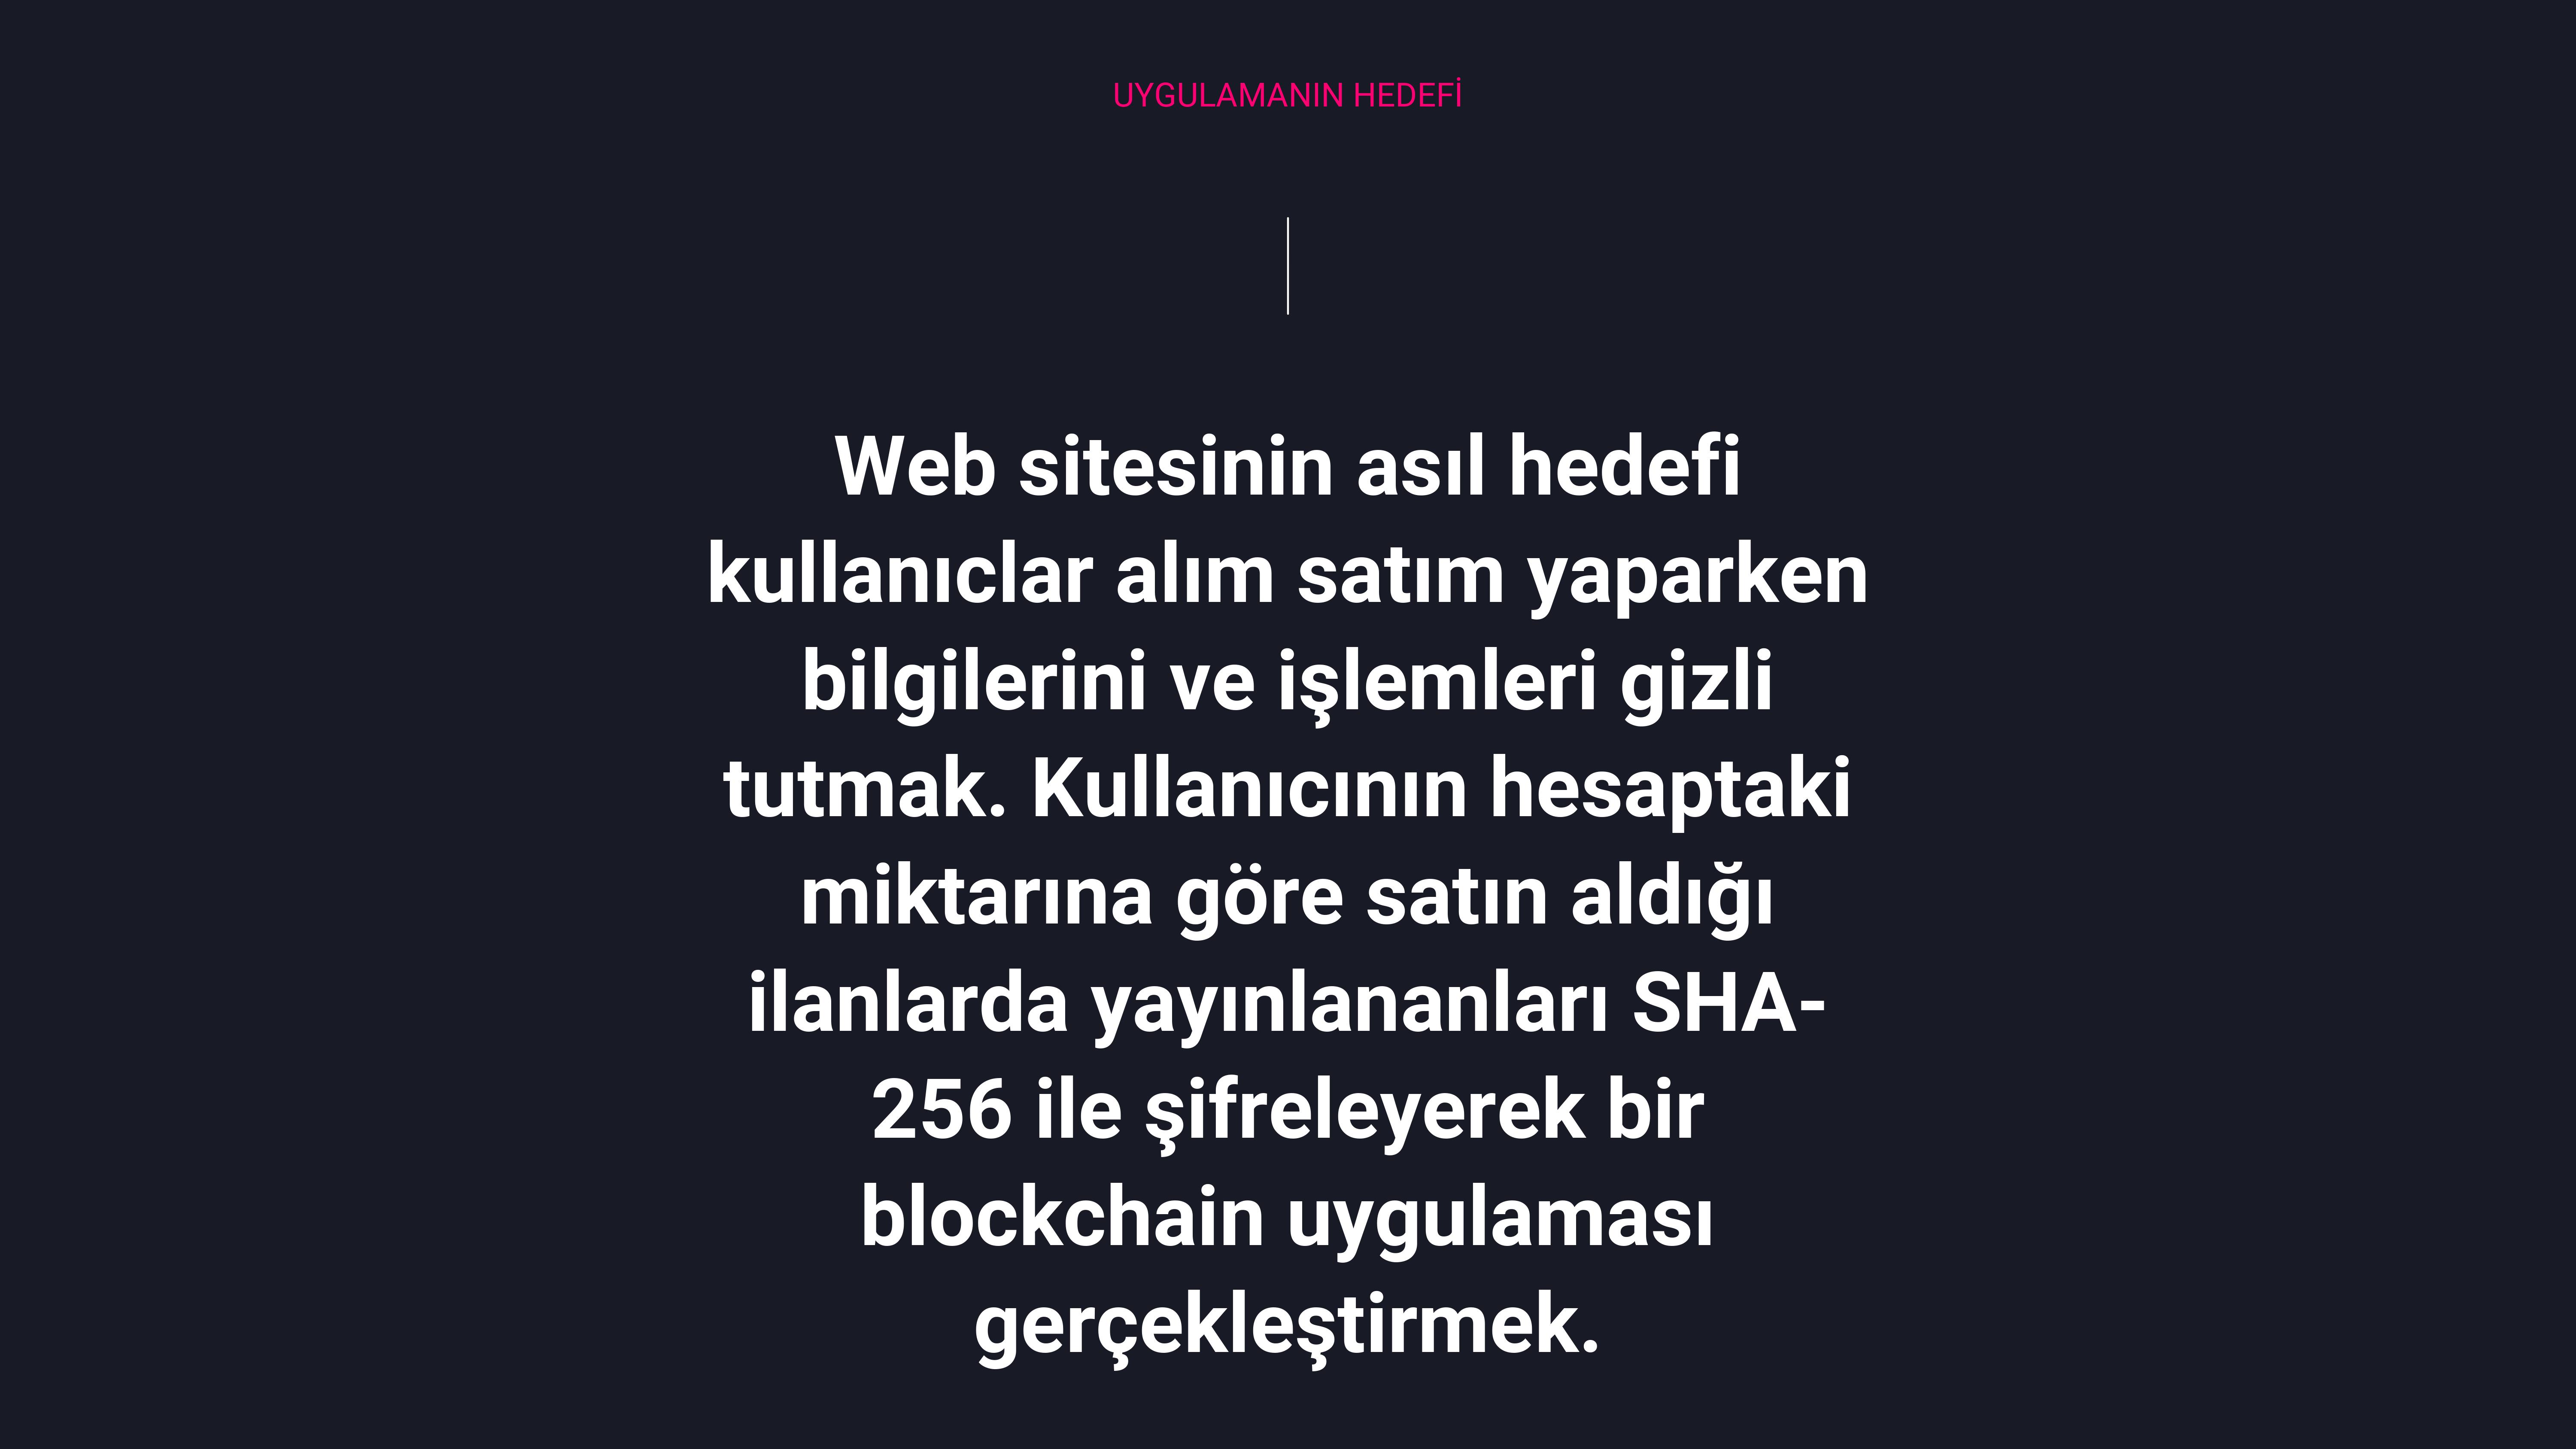 UYGULAMANIN HEDEFİ
Web sitesinin asıl hedefi
kullanıclar alım satım yaparken
bilgilerini ve işlemleri gizli
tutmak. Kullanıcının hesaptaki
miktarına göre satın aldığı
ilanlarda yayınlananları SHA-
256 ile şifreleyerek bir
blockchain uygulaması
gerçekleştirmek.